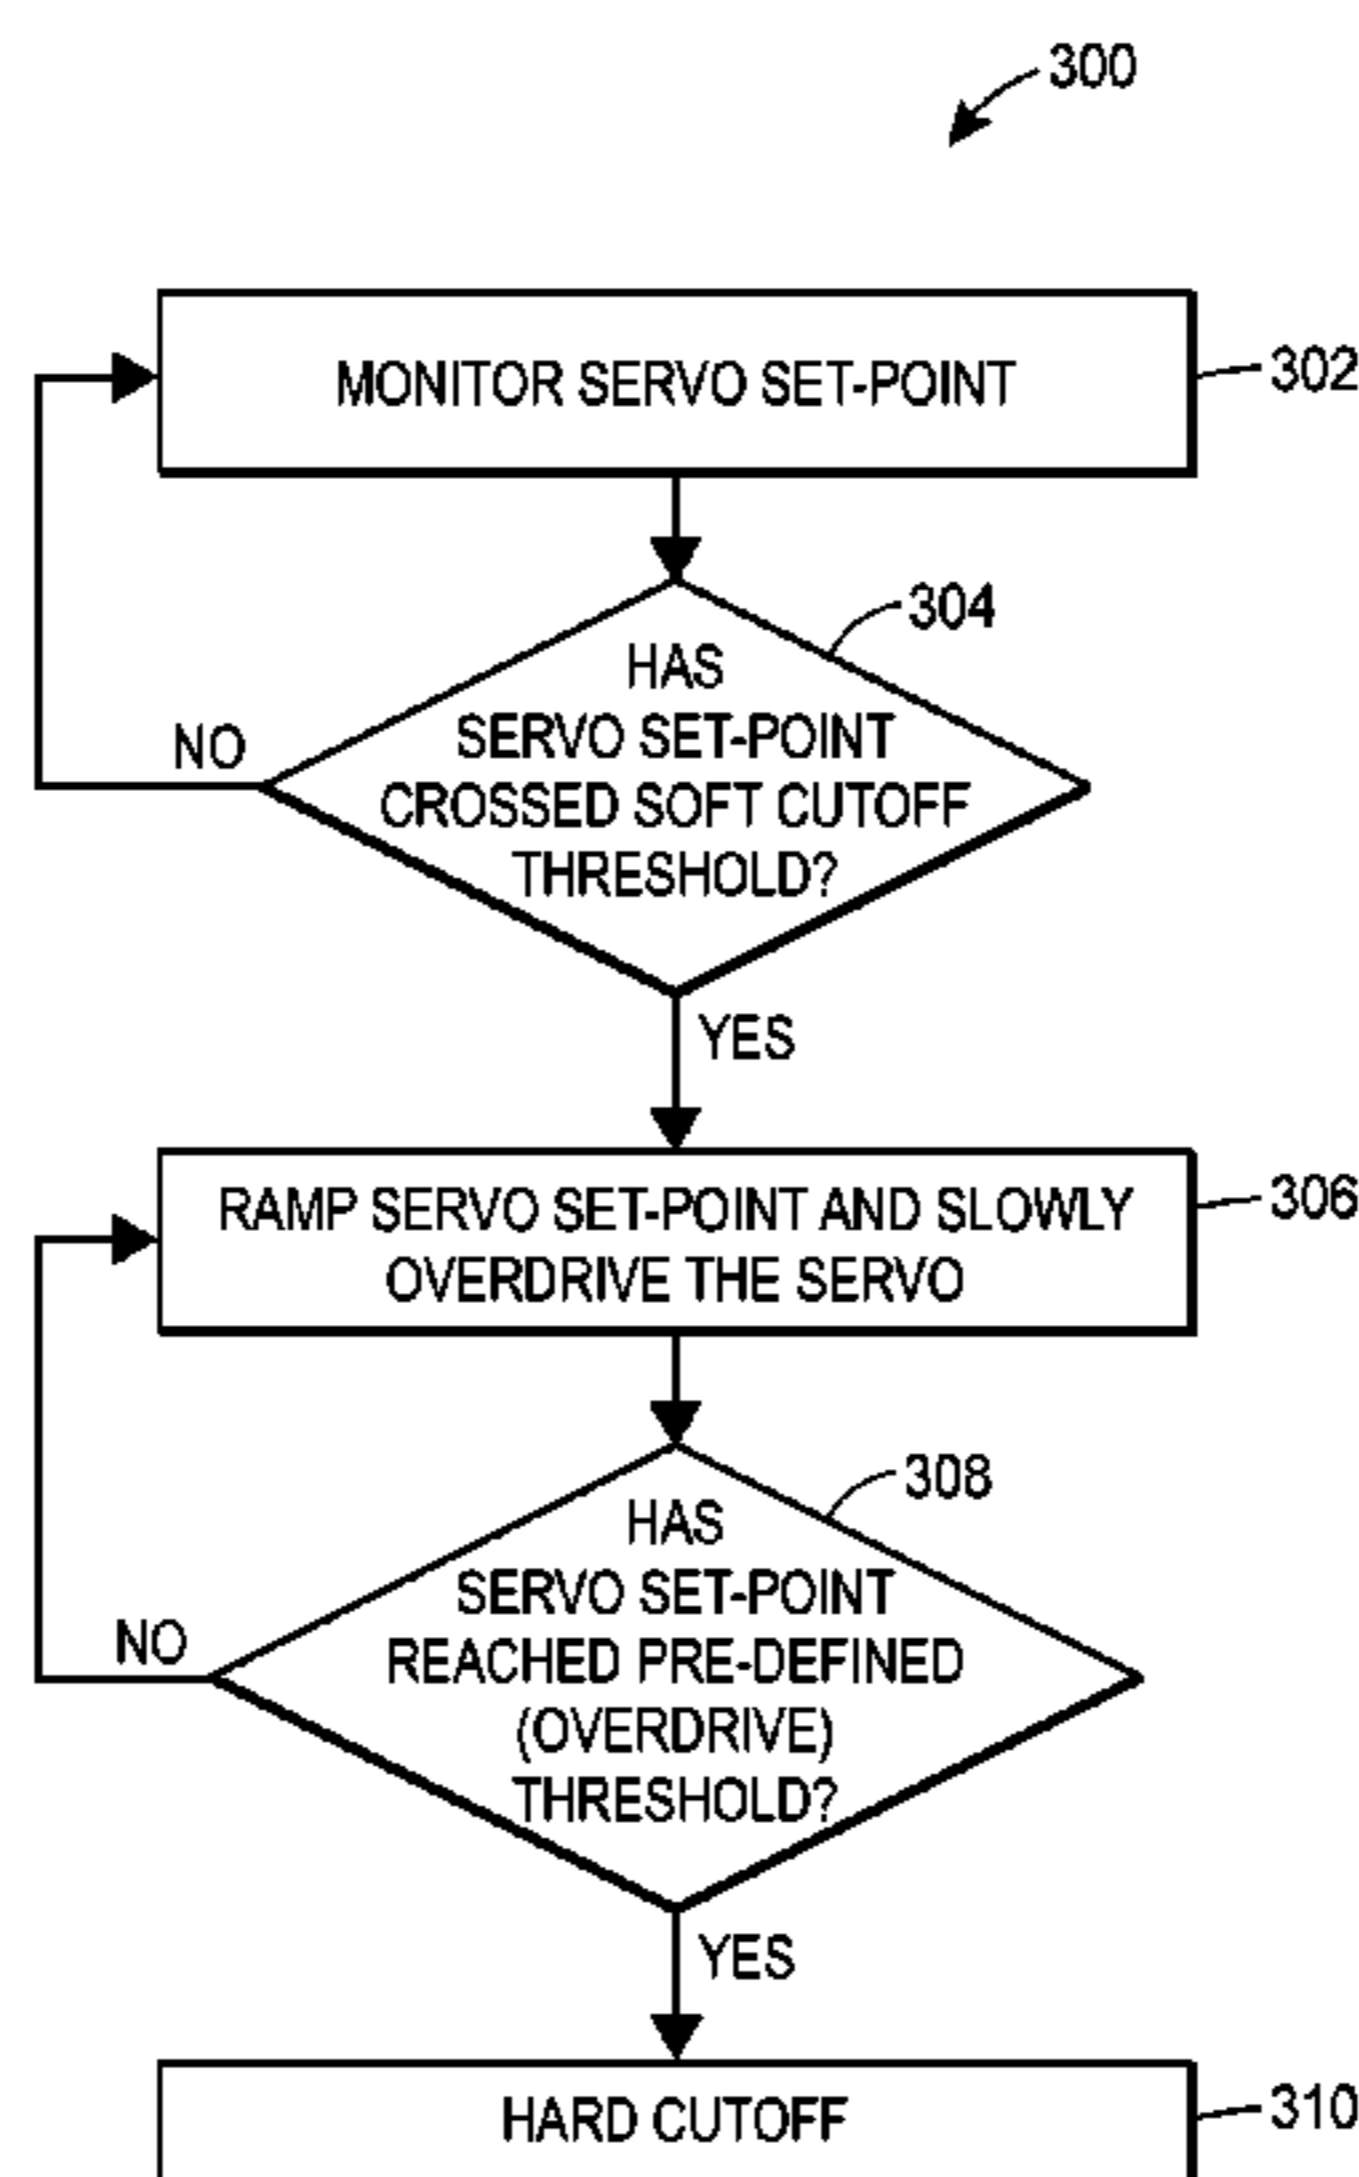 300
MONITOR SERVO SET-POINT
302
304
HAS
SERVO SET-POINT
CROSSED SOFT CUTOFF
THRESHOLD?
NO
YES
RAMP SERVO SET-POINT AND SLOWLY
OVERDRIVE THE SERVO
306
308
HAS
SERVO SET-POINT
REACHED PRE-DEFINED
(OVERDRIVE)
THRESHOLD?
NO
YES
HARD CUTOFF
310